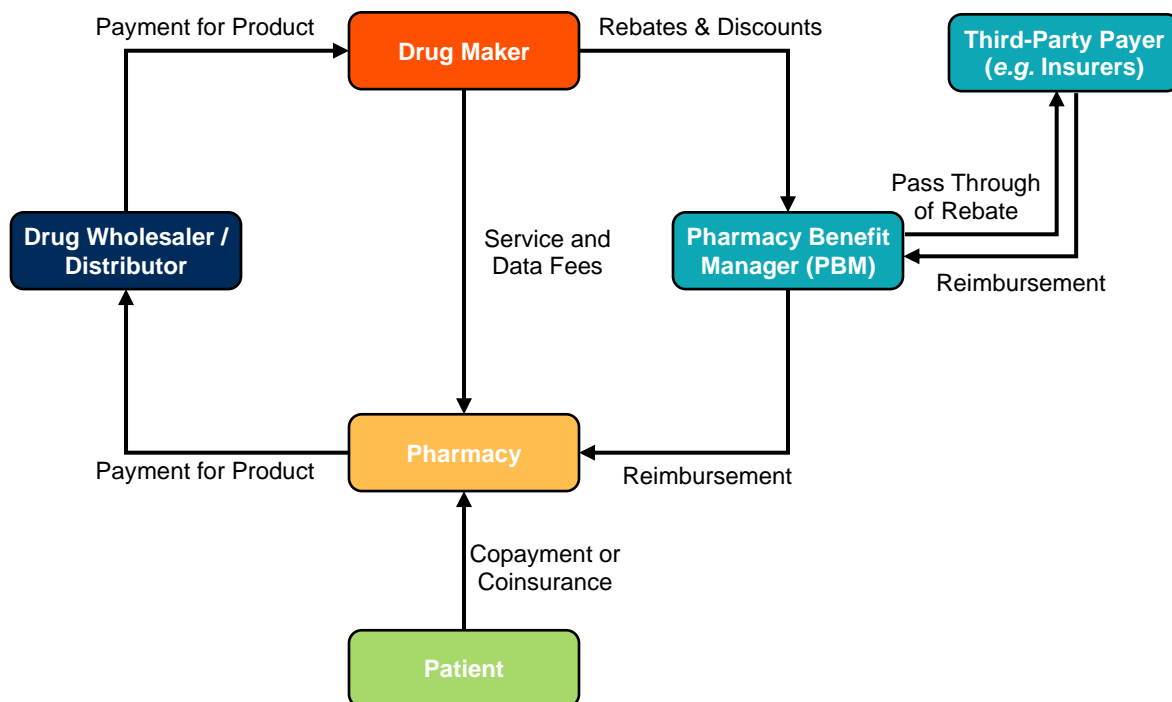 Payment for Product
Drug Maker
Rebates & Discounts
Third-Party Payer
(e.g. Insurers)
Pass Through
of Rebate
Drug Wholesaler /
Distributor
Service and
Data Fees
Pharmacy Benefit
Manager (PBM)
Reimbursement
Pharmacy
Payment for Product
Reimbursement
Copayment or
Coinsurance
Patient